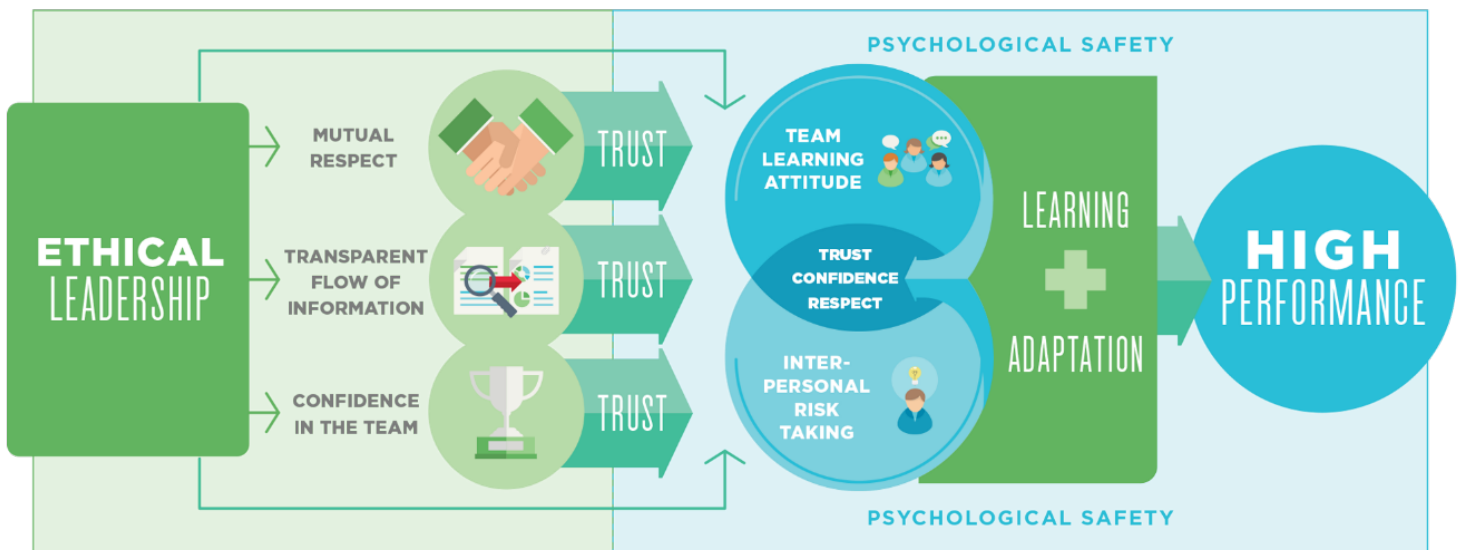 PSYCHOLOGICAL SAFETY
ETHICAL
LEADERSHIP
MUTUAL
RESPECT
TRUST
TRANSPARENT
FLOW OF
INFORMATION
TRUST
CONFIDENCE
IN THE TEAM
TRUST
TEAM
LEARNING
ATTITUDE
TRUST
CONFIDENCE
RESPECT
INTER-
PERSONAL
RISK
TAKING
LEARNING
+
ADAPTATION
HIGH
PERFORMANCE
PSYCHOLOGICAL SAFETY